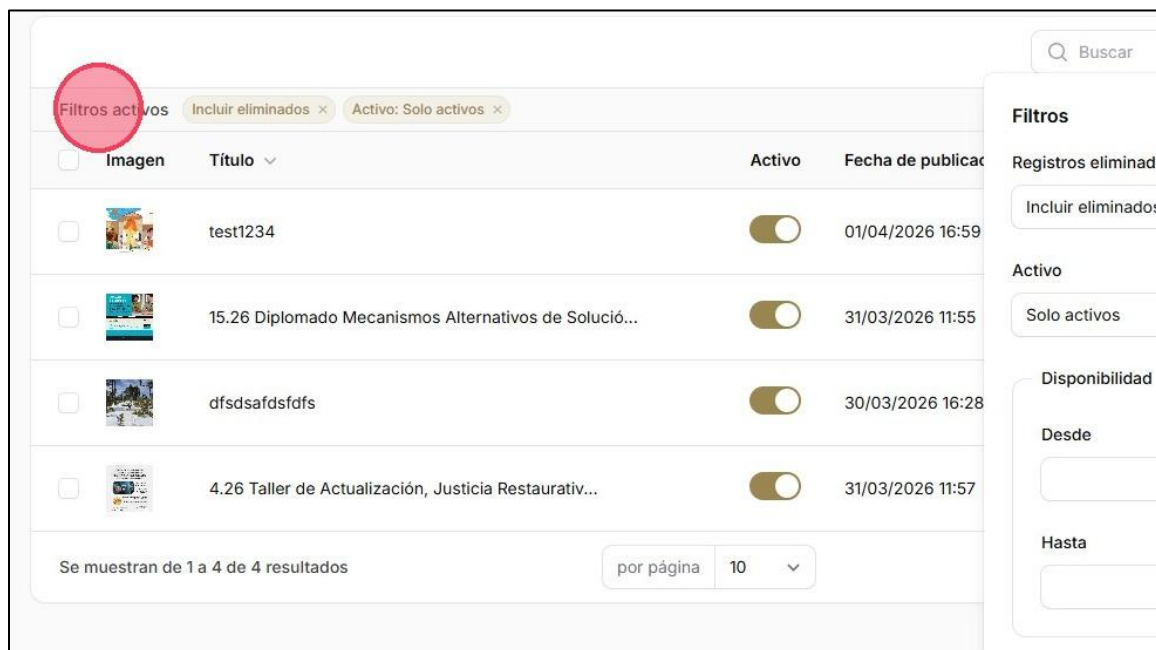 Buscar
Filtros activos Incluir eliminados × Activo: Solo activos ×
Imagen Título Activo Fecha de publicac
test1234 01/04/2026 16:59
15.26 Diplomado Mecanismos Alternativos de Solució... 31/03/2026 11:55
dfsdsafdsfdfs 30/03/2026 16:28
4.26 Taller de Actualización, Justicia Restaurativ... 31/03/2026 11:57
Se muestran de 1 a 4 de 4 resultados por página 10
Filtros
Registros eliminad
Incluir eliminados
Activo
Solo activos
Disponibilidad
Desde
Hasta